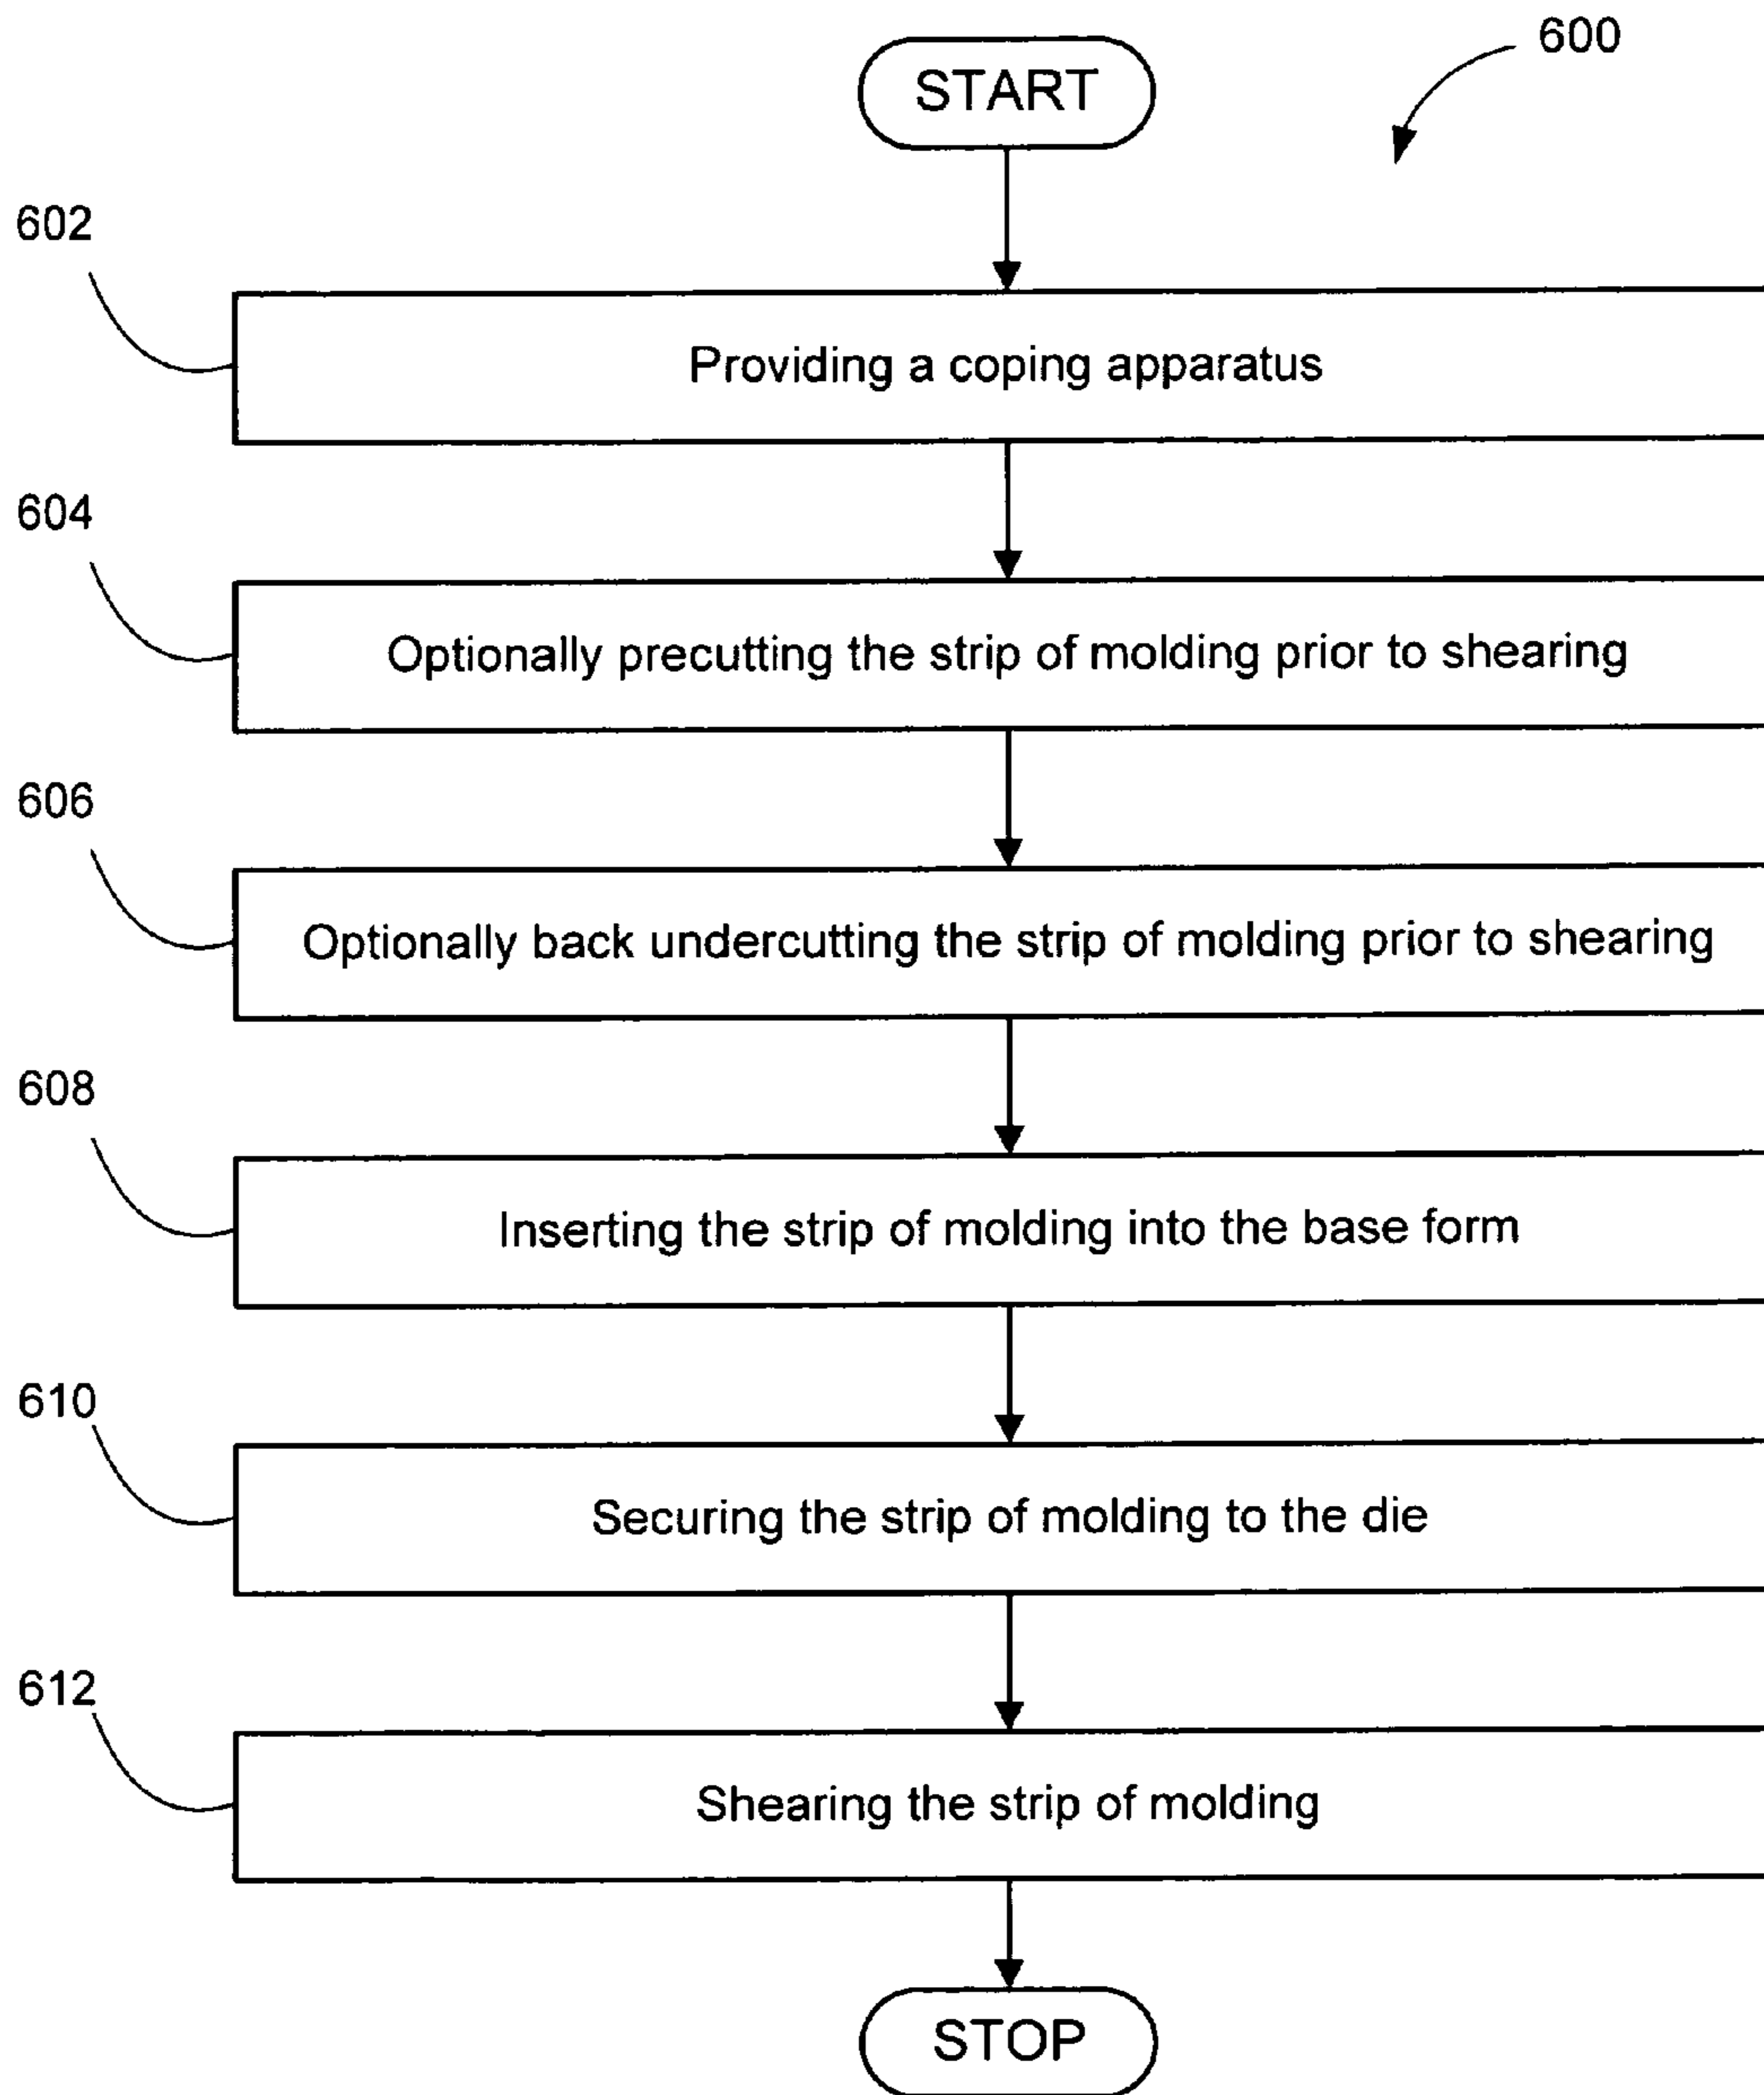 600
START
602
Providing a coping apparatus
604
Optionally precutting the strip of molding prior to shearing
606
Optionally back undercutting the strip of molding prior to shearing
608
Inserting the strip of molding into the base form
610
Securing the strip of molding to the die
612
Shearing the strip of molding
STOP